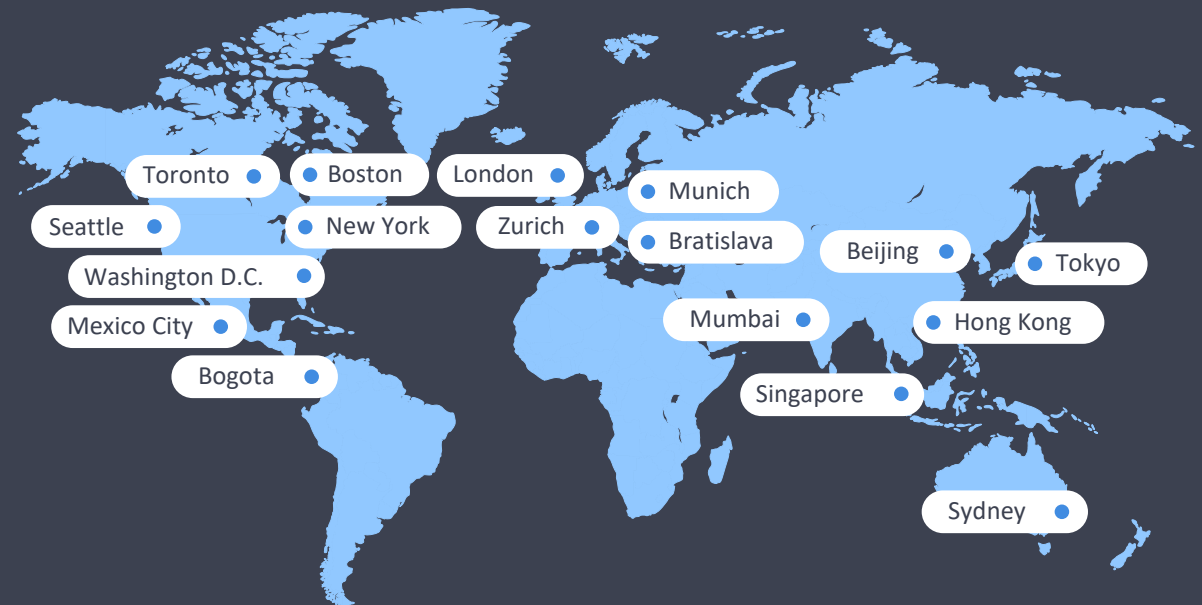 Toronto
Boston
London
Munich
Seattle
New York
Zurich
Bratislava
Beijing
Tokyo
Washington D.C.
Mexico City
Mumbai
Hong Kong
Bogota
Singapore
Sydney